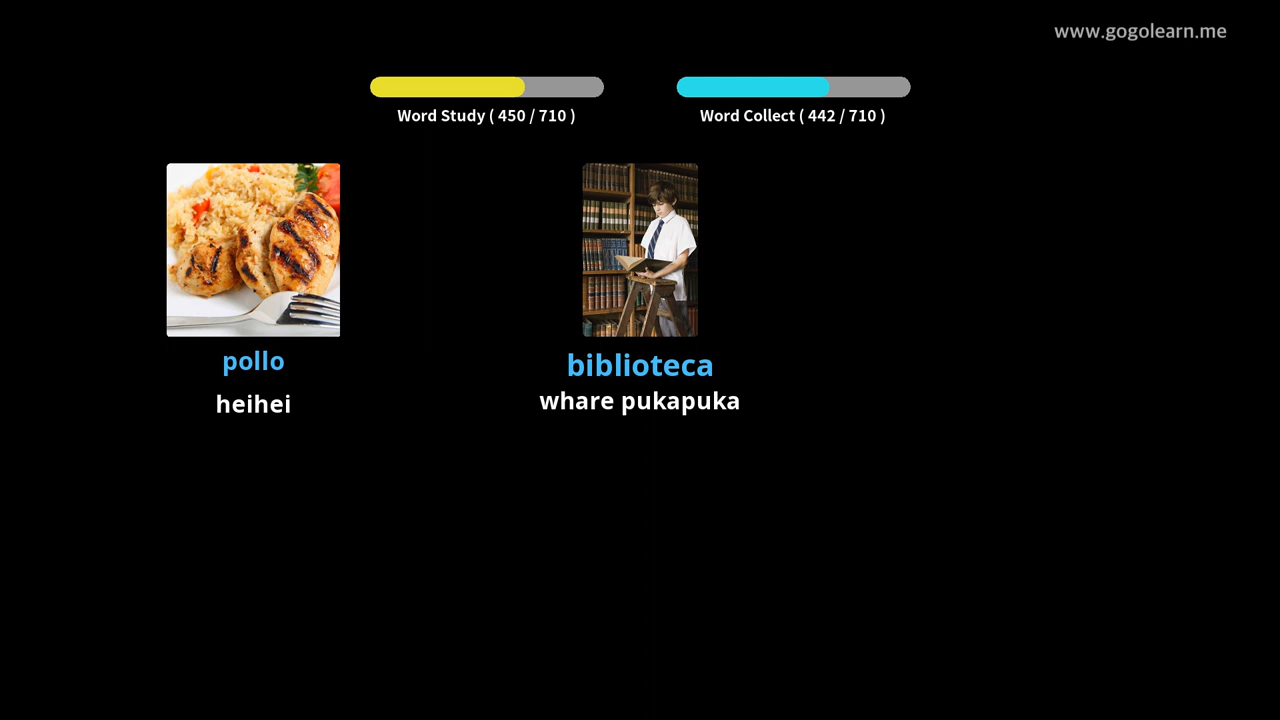 www.gogolearn.me
Word Study ( 450 / 710 )
Word Collect ( 442 / 710 )
pollo
heihei
biblioteca
whare pukapuka